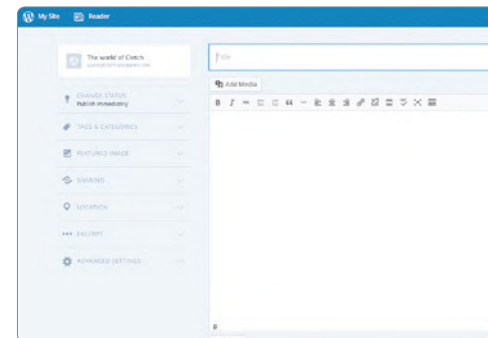 My Site Reader
The world of Cletch
CHANGE STATUS
Publish immediately
TAGS & CATEGORIES
FEATURED IMAGE
SHARING
LOCATION
EXCERPT
ADVANCED SETTINGS
Title
Add Media
B I
p